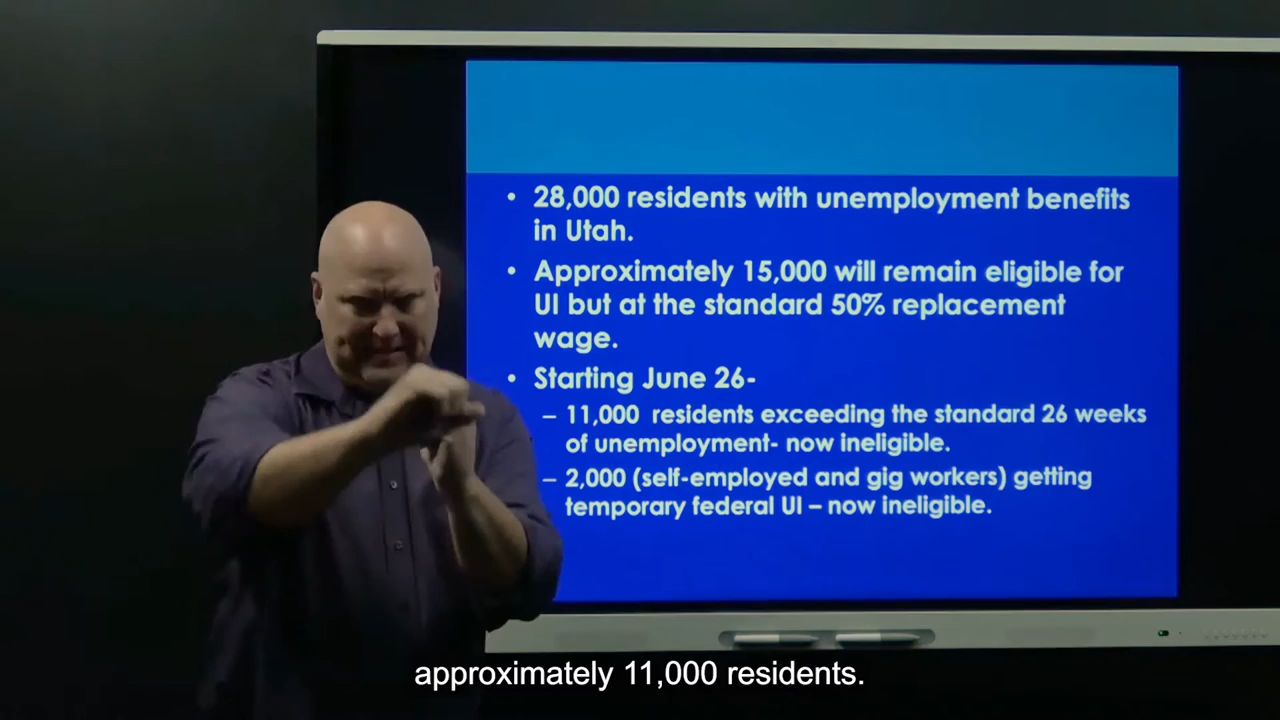 • 28,000 residents with unemployment benefits
in Utah.
• Approximately 15,000 will remain eligible for
UI but at the standard 50% replacement
wage.
• Starting June 26-
– 11,000 residents exceeding the standard 26 weeks
of unemployment- now ineligible.
– 2,000 (self-employed and gig workers) getting
temporary federal UI – now ineligible.
approximately 11,000 residents.